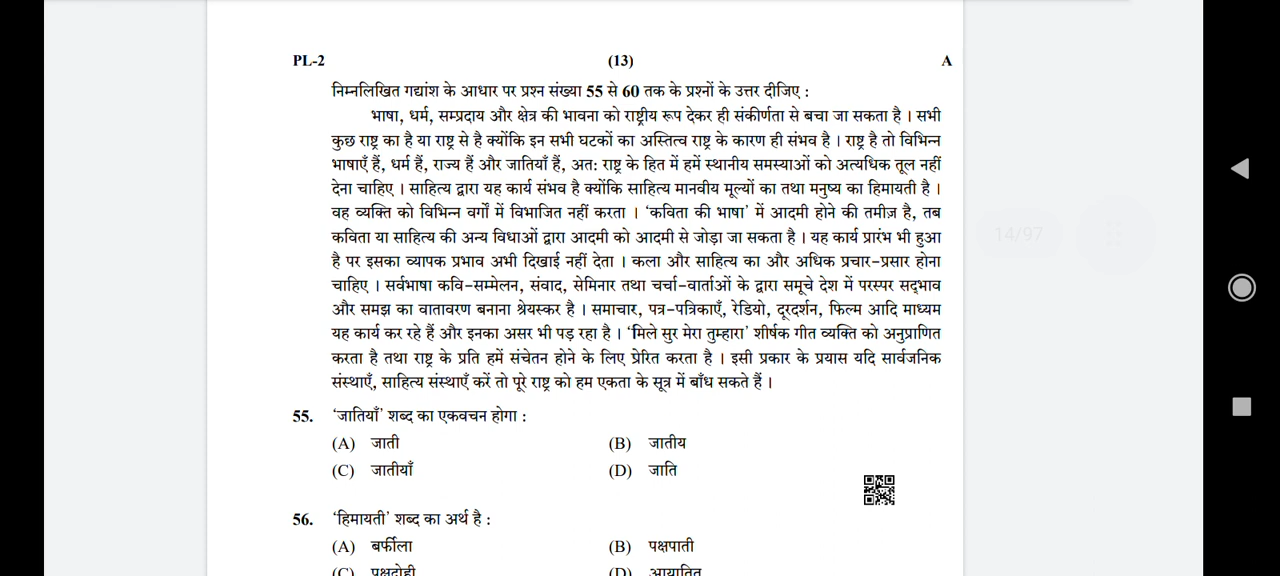 PL-2 (13) A
निम्नलिखित गद्यांश के आधार पर प्रश्न संख्या 55 से 60 तक के प्रश्नों के उत्तर दीजिए :
भाषा, धर्म, सम्प्रदाय और क्षेत्र की भावना को राष्ट्रीय रूप देकर ही संकीर्णता से बचा जा सकता है । सभी
कुछ राष्ट्र का है या राष्ट्र से है क्योंकि इन सभी घटकों का अस्तित्व राष्ट्र के कारण ही संभव है । राष्ट्र है तो विभिन्न
भाषाएँ हैं, धर्म हैं, राज्य हैं और जातियाँ हैं, अतः राष्ट्र के हित में हमें स्थानीय समस्याओं को अत्यधिक तूल नहीं
देना चाहिए । साहित्य द्वारा यह कार्य संभव है क्योंकि साहित्य मानवीय मूल्यों का तथा मनुष्य का हिमायती है ।
वह व्यक्ति को विभिन्न वर्गों में विभाजित नहीं करता । 'कविता की भाषा' में आदमी होने की तमीज़ है, तब
कविता या साहित्य की अन्य विधाओं द्वारा आदमी को आदमी से जोड़ा जा सकता है । यह कार्य प्रारंभ भी हुआ
है पर इसका व्यापक प्रभाव अभी दिखाई नहीं देता । कला और साहित्य का और अधिक प्रचार-प्रसार होना
चाहिए । सर्वभाषा कवि-सम्मेलन, संवाद, सेमिनार तथा चर्चा-वार्ताओं के द्वारा समूचे देश में परस्पर सद्भाव
और समझ का वातावरण बनाना श्रेयस्कर है । समाचार, पत्र-पत्रिकाएँ, रेडियो, दूरदर्शन, फिल्म आदि माध्यम
यह कार्य कर रहे हैं और इनका असर भी पड़ रहा है । 'मिले सुर मेरा तुम्हारा' शीर्षक गीत व्यक्ति को अनुप्राणित
करता है तथा राष्ट्र के प्रति हमें संचेतन होने के लिए प्रेरित करता है । इसी प्रकार के प्रयास यदि सार्वजनिक
संस्थाएँ, साहित्य संस्थाएँ करें तो पूरे राष्ट्र को हम एकता के सूत्र में बाँध सकते हैं ।
55. 'जातियाँ' शब्द का एकवचन होगा :
(A) जाती (B) जातीय
(C) जातीयाँ (D) जाति
56. 'हिमायती' शब्द का अर्थ है :
(A) बर्फीला (B) पक्षपाती
(C) पक्षद्रोही (D) आयातित
14/97